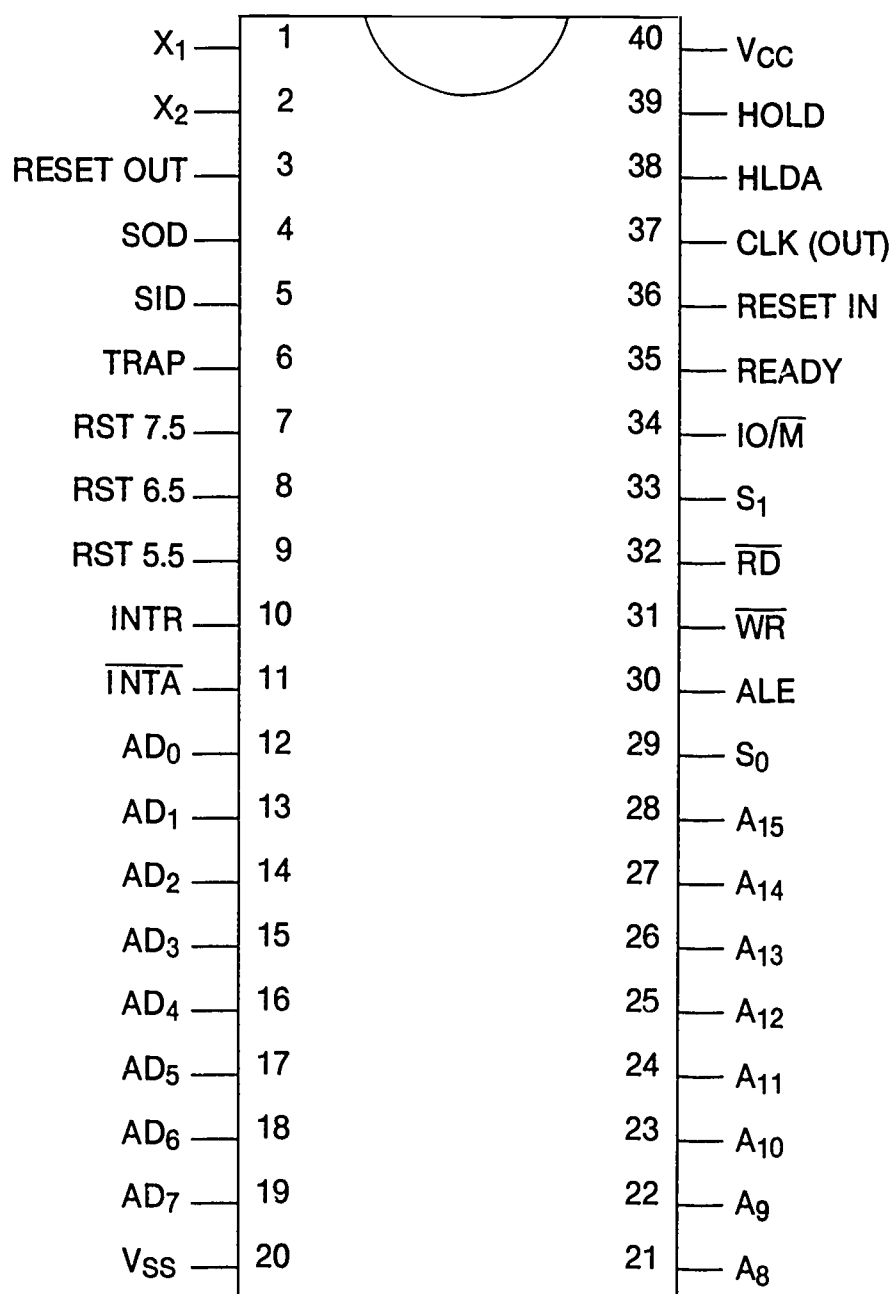 X₁ 1 40 VCC
X₂ 2 39 HOLD
RESET OUT 3 38 HLDA
SOD 4 37 CLK (OUT)
SID 5 36 RESET IN
TRAP 6 35 READY
RST 7.5 7 34 IO/M̅
RST 6.5 8 33 S₁
RST 5.5 9 32 R̅D̅
INTR 10 31 W̅R̅
I̅N̅T̅A̅ 11 30 ALE
AD₀ 12 29 S₀
AD₁ 13 28 A₁₅
AD₂ 14 27 A₁₄
AD₃ 15 26 A₁₃
AD₄ 16 25 A₁₂
AD₅ 17 24 A₁₁
AD₆ 18 23 A₁₀
AD₇ 19 22 A₉
VSS 20 21 A₈